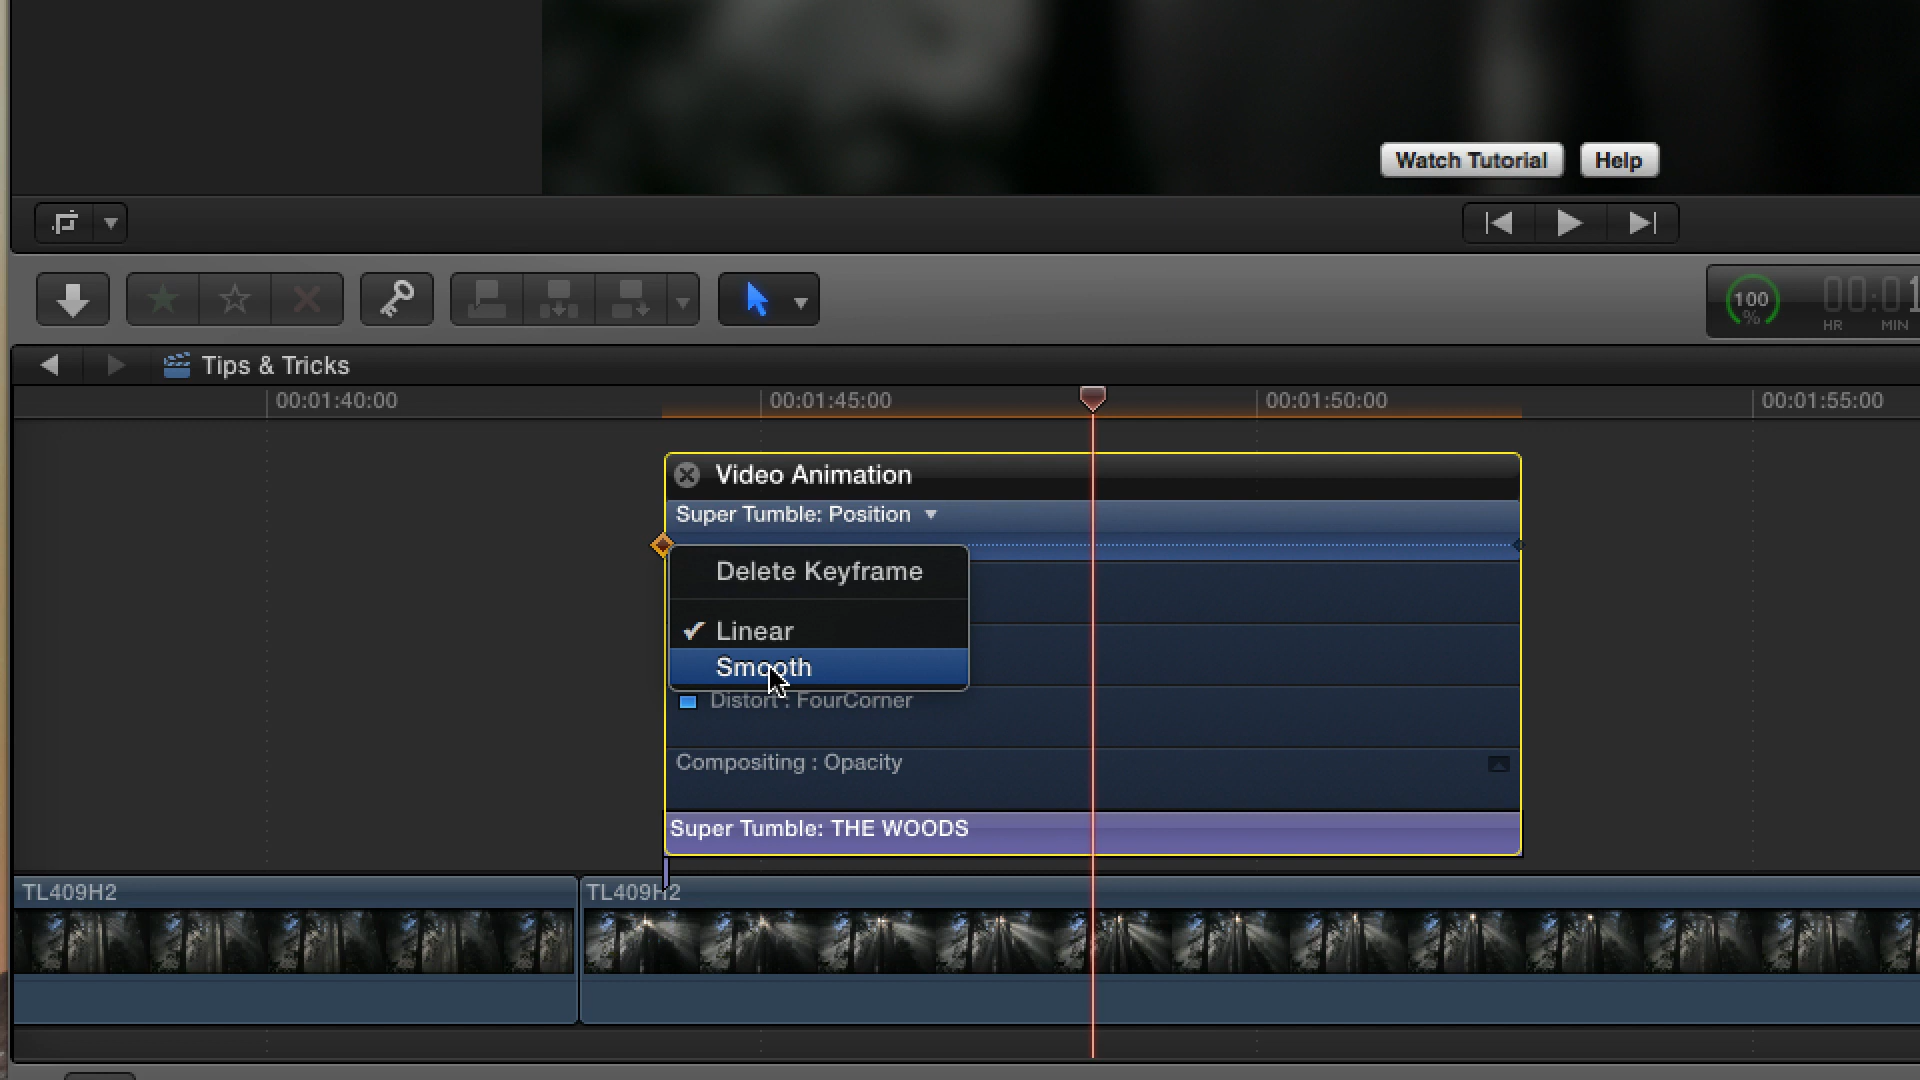 Watch Tutorial
Help
100
%
00:01
HR
MIN
Tips & Tricks
00:01:40:00
00:01:45:00
00:01:50:00
00:01:55:00
Video Animation
Super Tumble: Position
Delete Keyframe
✓ Linear
Smooth
Distort : FourCorner
Compositing : Opacity
Super Tumble: THE WOODS
TL409H2
TL409H2